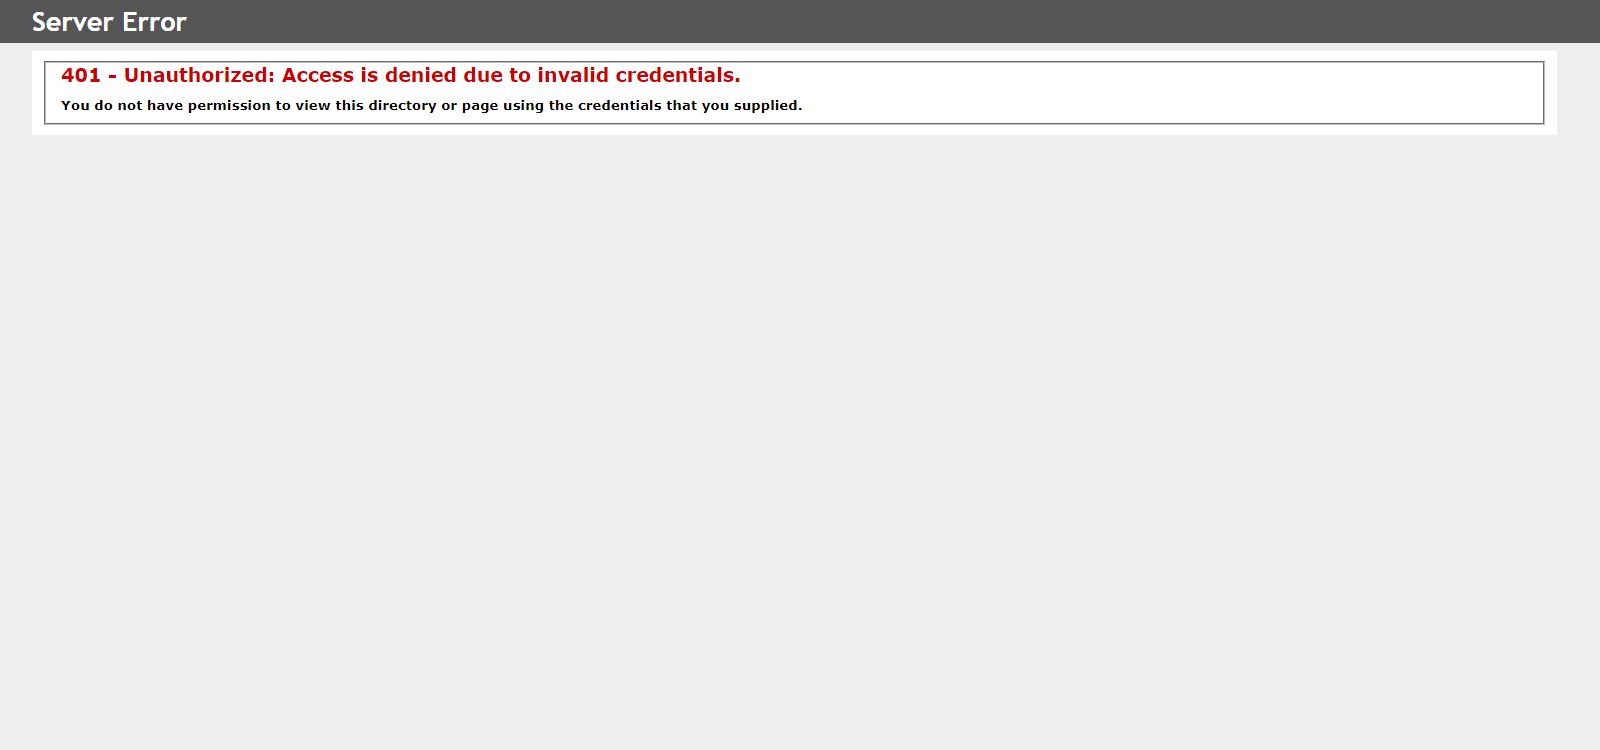 Server Error
401 - Unauthorized: Access is denied due to invalid credentials.
You do not have permission to view this directory or page using the credentials that you supplied.